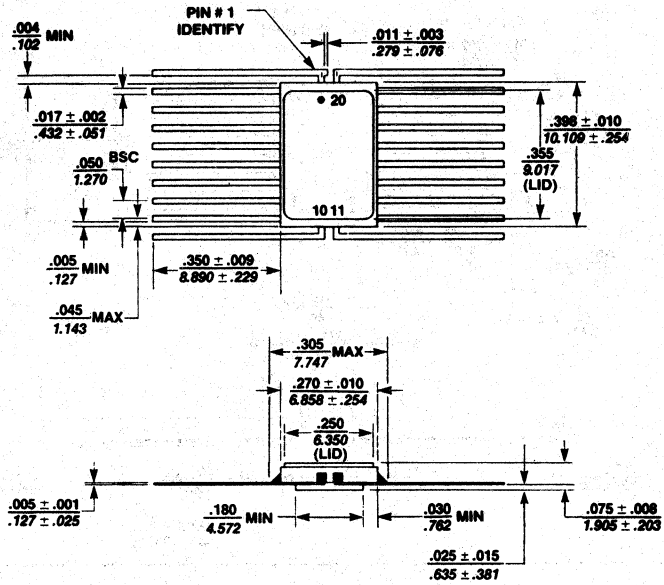 PIN # 1
IDENTIFY
.004
.102
MIN
.011 ± .003
.279 ± .076
.017 ± .002
.432 ± .051
20
.398 ± .010
10.109 ± .254
.050
1.270
BSC
.355
9.017
(LID)
10 11
.005
.127
MIN
.350 ± .009
8.890 ± .229
.045
1.143
MAX
.305
7.747
MAX
.270 ± .010
6.858 ± .254
.250
6.350
(LID)
.005 ± .001
.127 ± .025
.180
4.572
MIN
.030
.762
MIN
.075 ± .008
1.905 ± .203
.025 ± .015
.635 ± .381